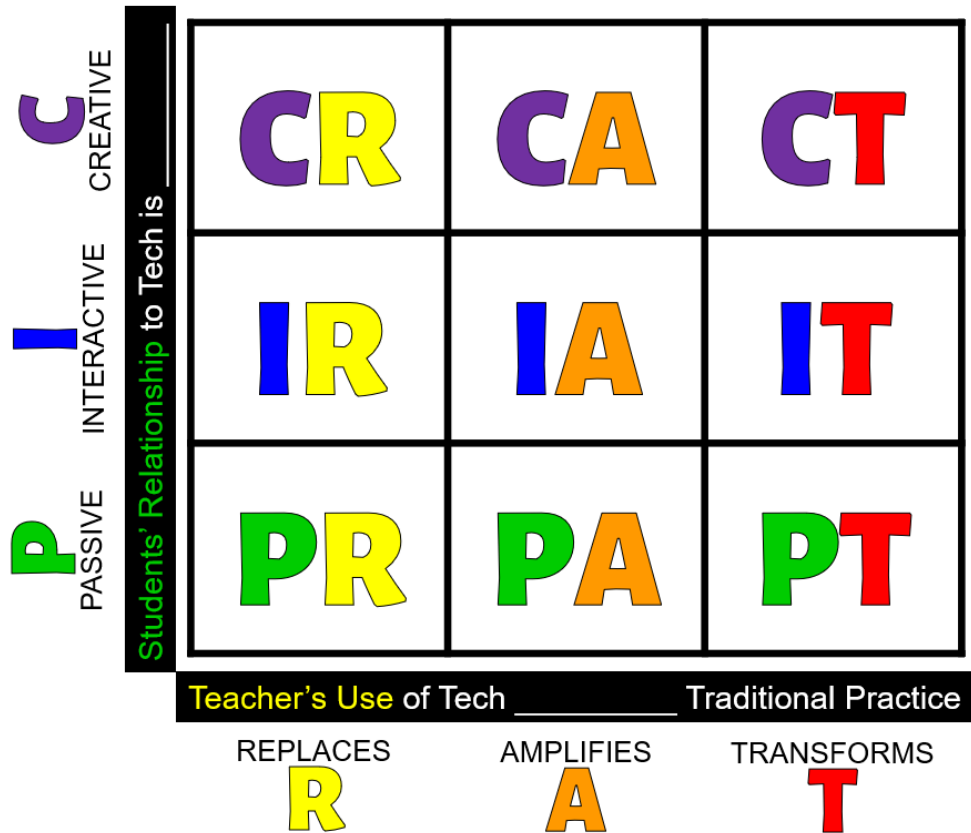 C
CREATIVE
I
INTERACTIVE
P
PASSIVE
Students' Relationship to Tech is ________
CR
CA
CT
IR
IA
IT
PR
PA
PT
Teacher's Use of Tech __________ Traditional Practice
REPLACES
AMPLIFIES
TRANSFORMS
R
A
T